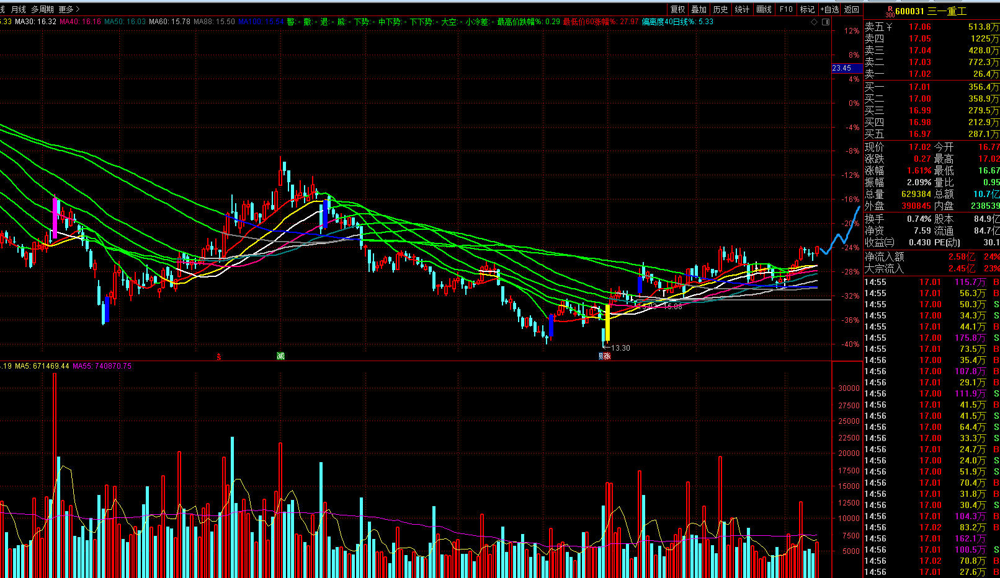 线 月线 多周期 更多 >
复权 叠加 历史 统计 画线 F10 标记 +自选 返回
R 300 600031 三一重工
.33 MA30: 16.32 MA40: 16.16 MA50: 16.03 MA60: 15.78 MA88: 15.50 MA100: 15.54 警: - 撤: - 退: - 熊: - 下势: - 中下势: - 下下势: - 大空: - 小冷差: - 最高价跌幅%: 0.29 最低价60涨幅%: 27.97 偏离度40日线%: 5.33
12%
8%
23.45
4%
0%
-4%
-8%
-12%
-16%
-20%
-24%
-28%
-32%
-36%
-40%
15.08
←13.30
减
涨
.19 MA5: 671469.44 MA55: 740870.75
30000
27500
25000
22500
20000
17500
15000
12500
10000
7500
5000
卖五 ¥ 17.06 513.8万
卖四 17.05 1225万
卖三 17.04 428.0万
卖二 17.03 772.3万
卖一 17.02 26.4万
买一 17.01 356.4万
买二 17.00 358.9万
买三 16.99 279.5万
买四 16.98 212.9万
买五 16.97 287.1万
现价 17.02 今开 16.77
涨跌 0.27 最高 17.02
涨幅 1.61% 最低 16.67
振幅 2.09% 量比 0.95
总量 629384 总额 10.7亿
外盘 390845 内盘 238539
换手 0.74% 股本 84.9亿
净资 7.59 流通 84.7亿
收益㈢ 0.430 PE(动) 30.1
净流入额 2.58亿 24%
大宗流入 2.45亿 23%
14:55 17.01 115.7万 B
14:55 17.01 56.3万 B
14:55 17.00 50.3万 S
14:55 17.00 34.3万 S
14:55 17.01 44.1万 B
14:55 17.00 175.8万 S
14:55 17.01 73.5万 B
14:56 17.00 35.4万 B
14:56 17.00 107.8万 B
14:56 17.01 29.1万 B
14:56 17.00 111.9万 S
14:56 17.01 41.5万 B
14:56 17.00 41.5万 S
14:56 17.00 64.4万 S
14:56 17.00 33.3万 S
14:56 17.01 24.7万 B
14:56 17.00 24.0万 S
14:56 17.00 51.9万 S
14:56 17.01 70.4万 B
14:56 17.01 31.8万 B
14:56 17.00 30.4万 S
14:56 17.01 104.3万 B
14:56 17.02 83.2万 B
14:56 17.01 162.1万
14:56 17.01 100.5万 S
14:56 17.02 70.8万 B
14:56 17.01 27.6万 B